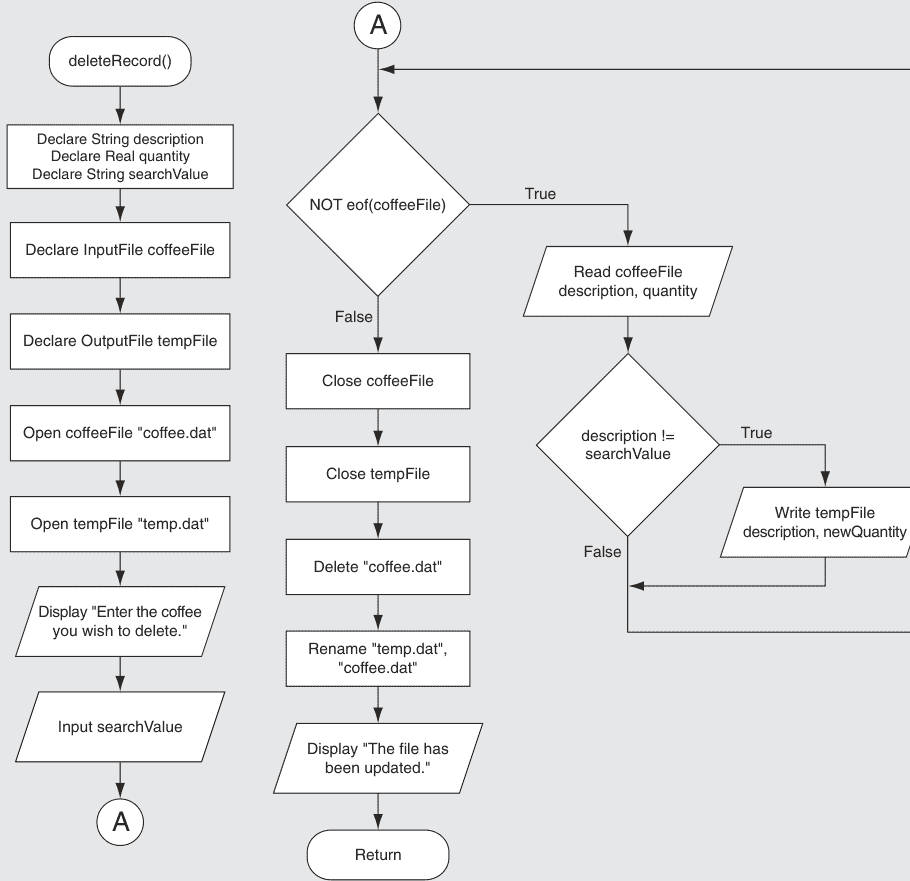 deleteRecord()
Declare String description
Declare Real quantity
Declare String searchValue
Declare InputFile coffeeFile
Declare OutputFile tempFile
Open coffeeFile "coffee.dat"
Open tempFile "temp.dat"
Display "Enter the coffee
you wish to delete."
Input searchValue
A
A
NOT eof(coffeeFile)
True
False
Read coffeeFile
description, quantity
description !=
searchValue
True
False
Write tempFile
description, newQuantity
Close coffeeFile
Close tempFile
Delete "coffee.dat"
Rename "temp.dat",
"coffee.dat"
Display "The file has
been updated."
Return